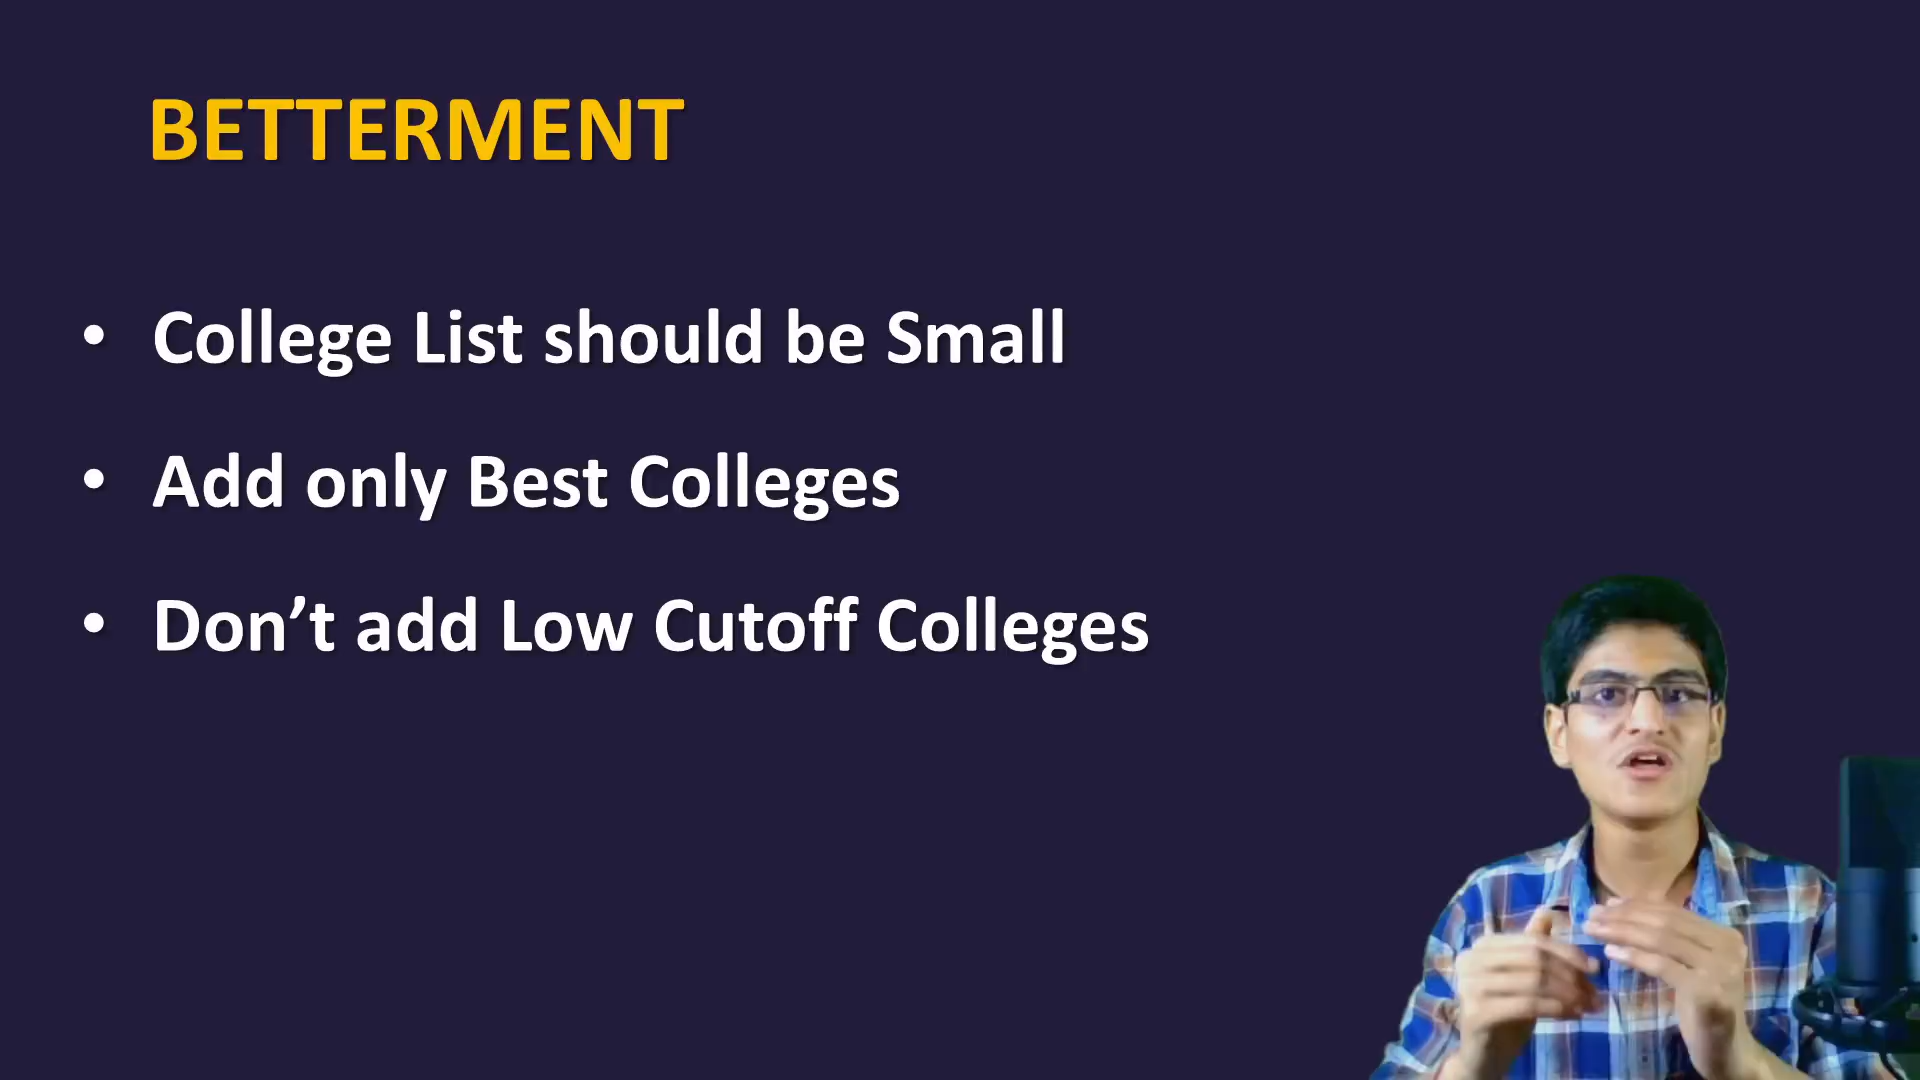 BETTERMENT
• College List should be Small
• Add only Best Colleges
• Don’t add Low Cutoff Colleges